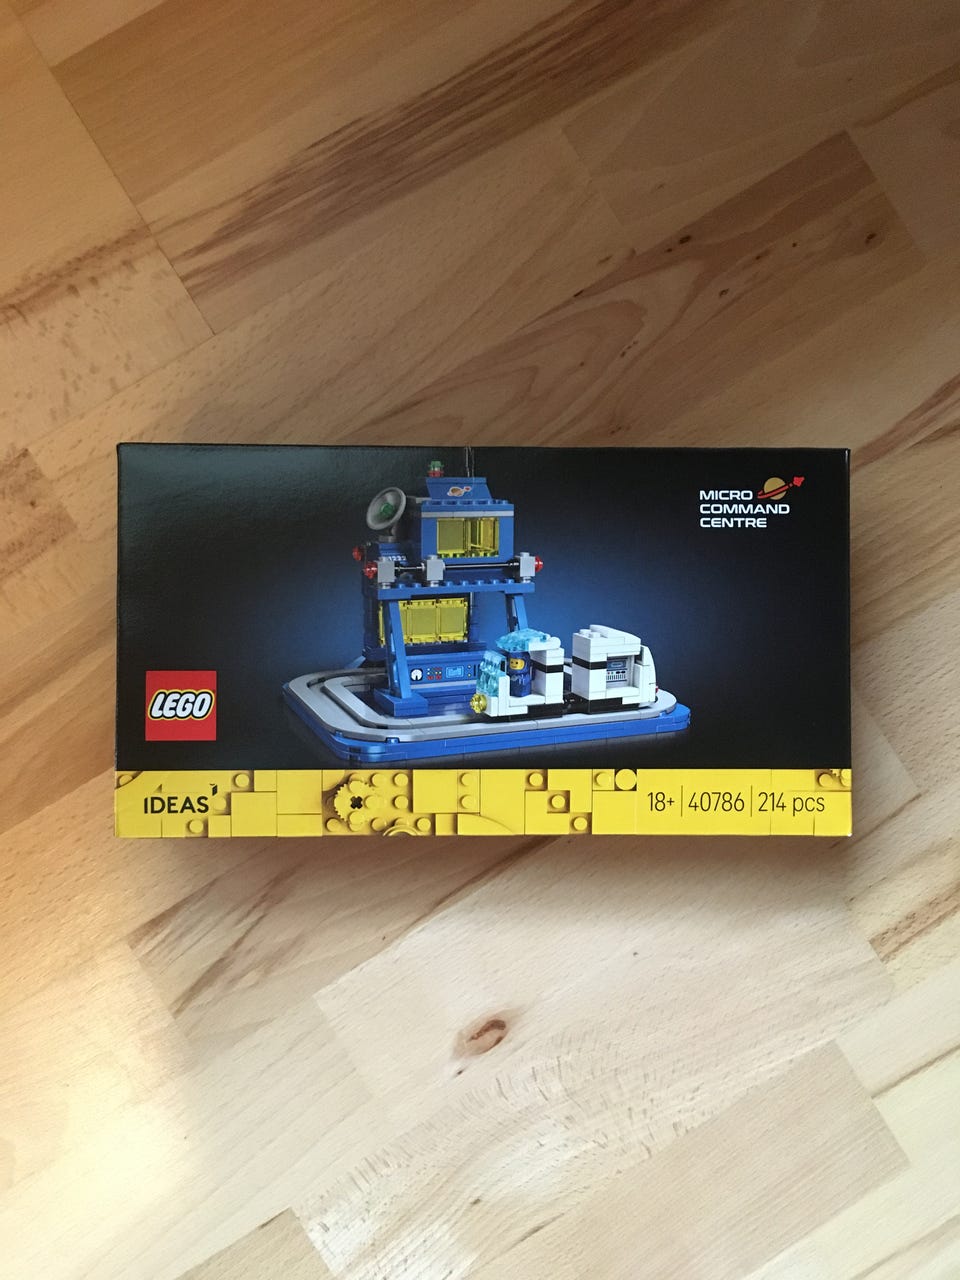 MICRO
COMMAND
CENTRE
LEGO
IDEAS
18+ | 40786 | 214 pcs